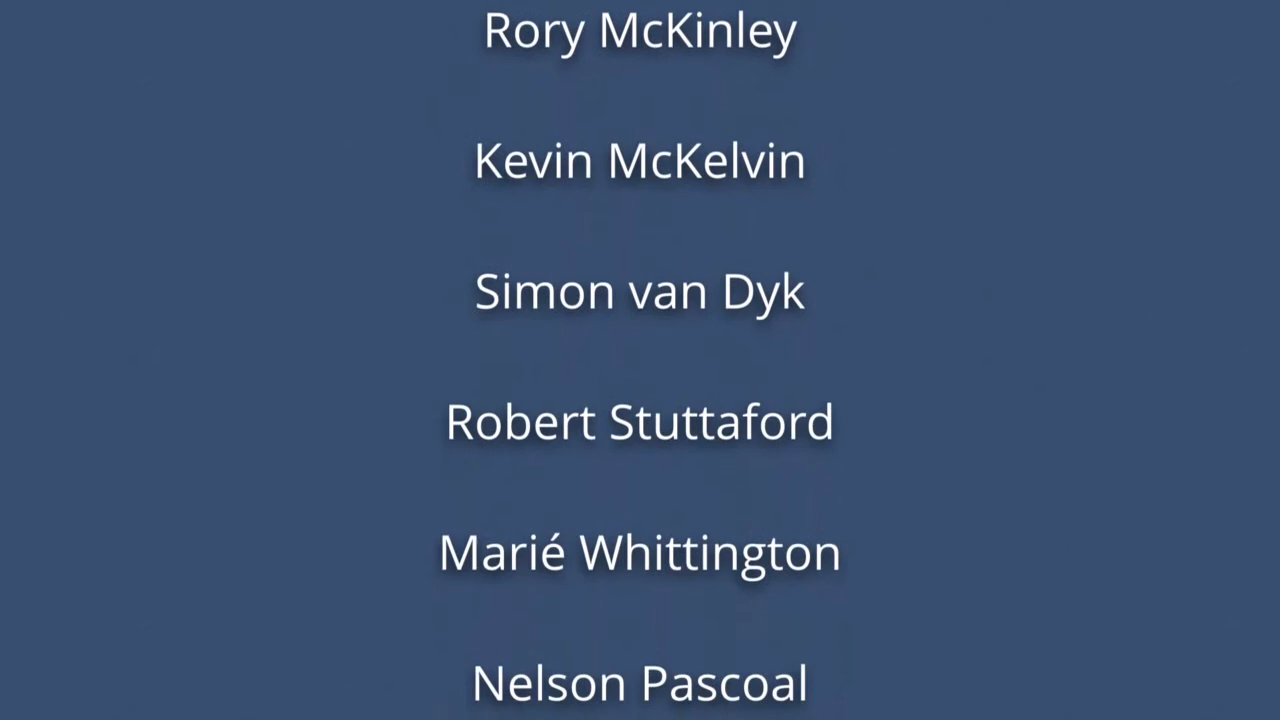 Rory McKinley
Kevin McKelvin
Simon van Dyk
Robert Stuttaford
Marié Whittington
Nelson Pascoal